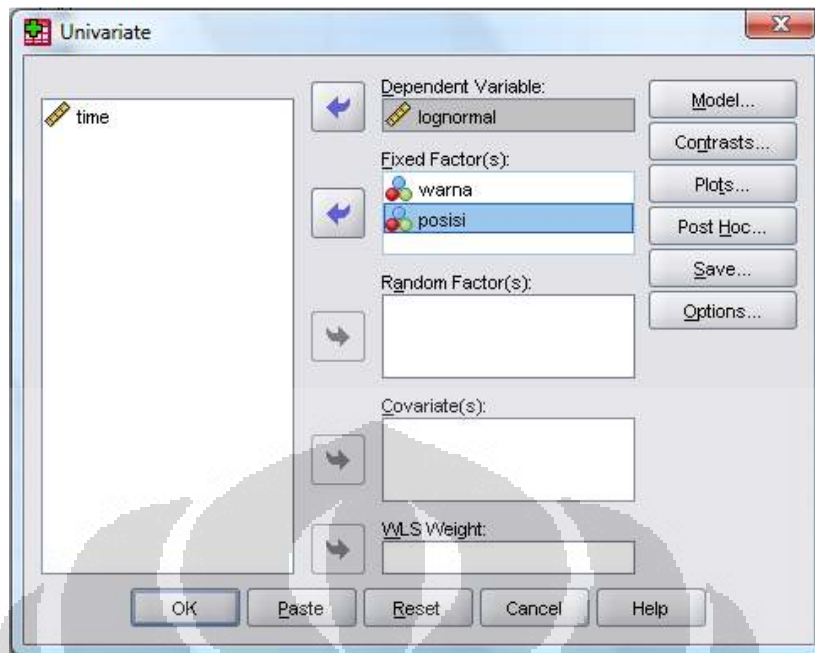 Univariate
time
Dependent Variable:
lognormal
Fixed Factor(s):
warna
posisi
Random Factor(s):
Covariate(s):
WLS Weight:
Model...
Contrasts...
Plots...
Post Hoc...
Save...
Options...
OK
Paste
Reset
Cancel
Help